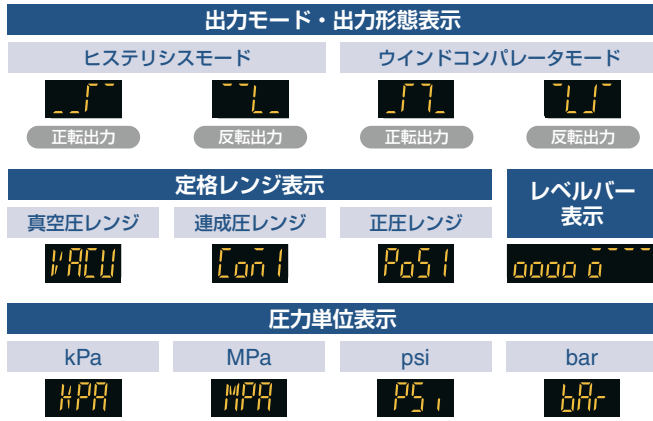 出力モード・出力形態表示
ヒステリシスモード ウインドコンパレータモード
正転出力 反転出力 正転出力 反転出力
定格レンジ表示 レベルバー
表示
真空圧レンジ 連成圧レンジ 正圧レンジ
VACU Com1 PoS1
圧力単位表示
kPa MPa psi bar
KPA MPA PSi bAr